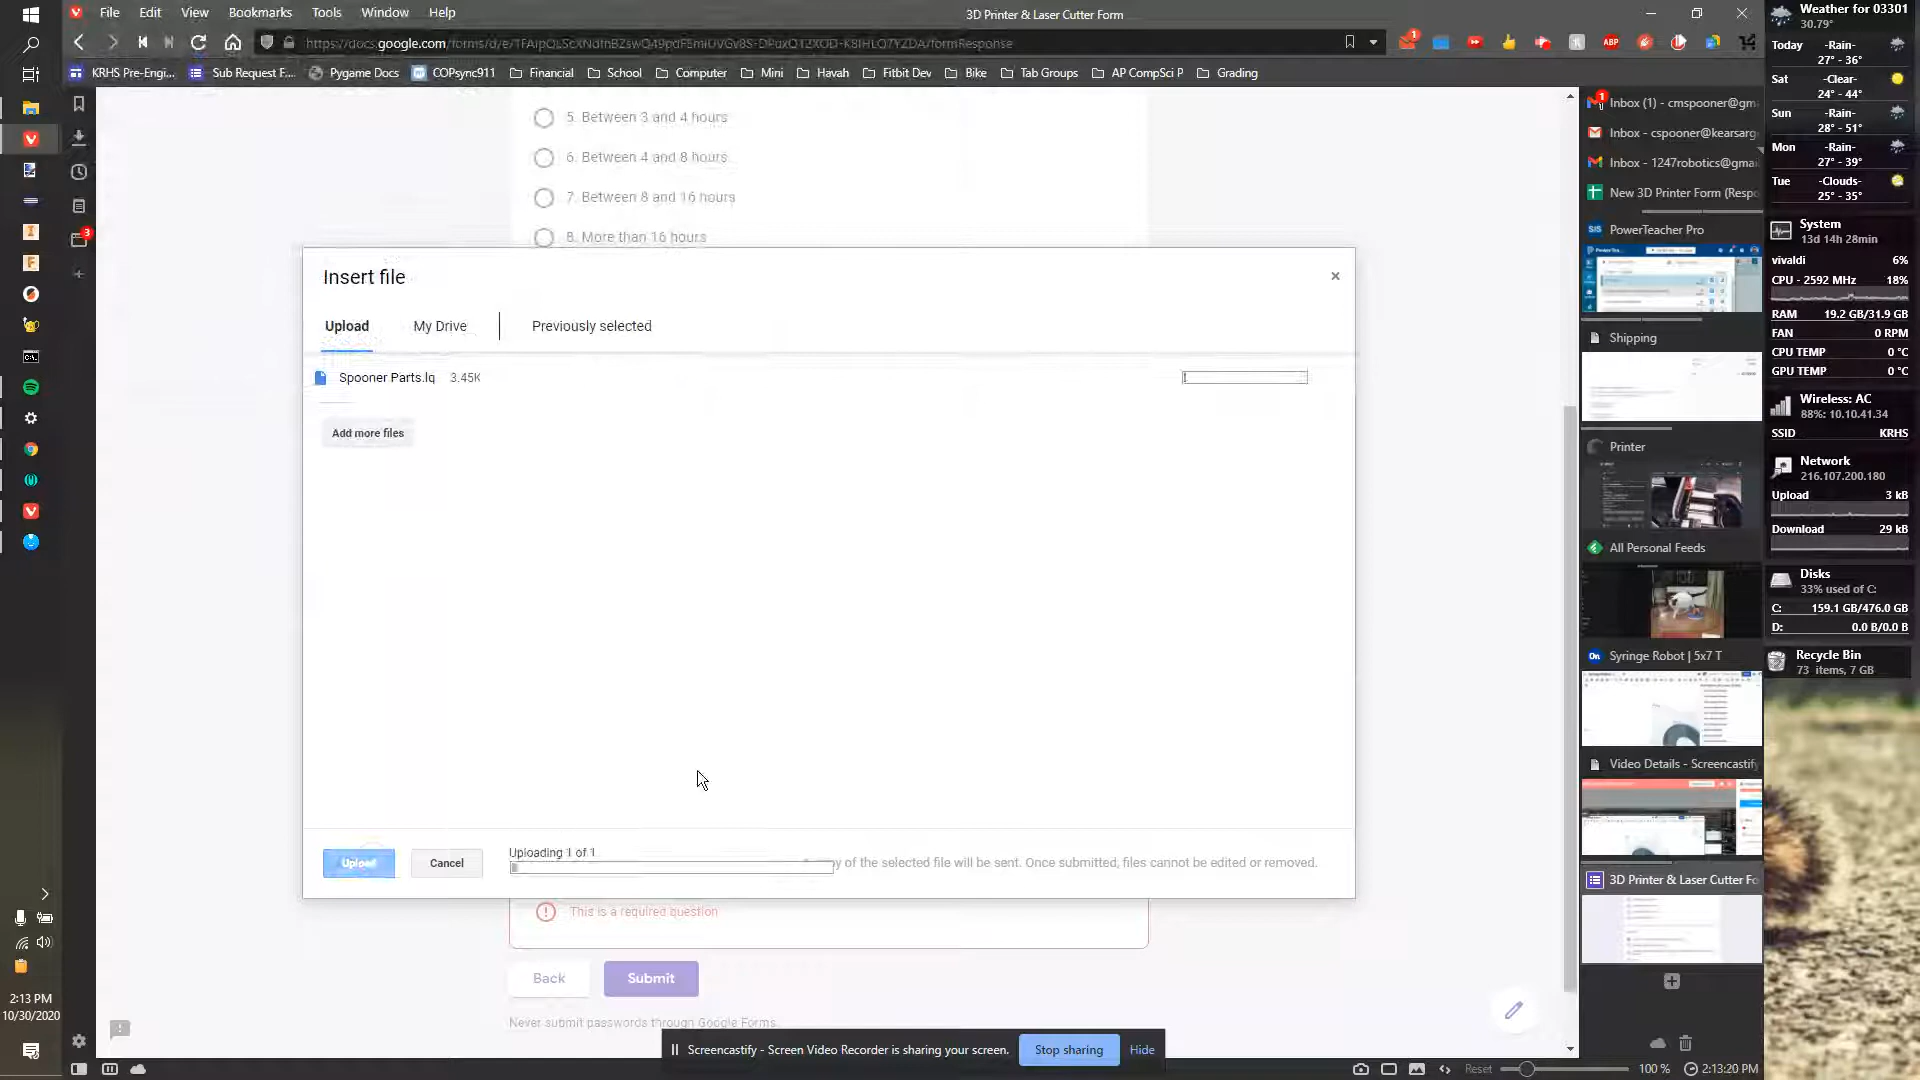 File Edit View Bookmarks Tools Window Help
3D Printer & Laser Cutter Form
KRHS Pre-Engi...
Sub Request F...
Pygame Docs
COPsync911
Financial
School
Computer
Mini
Havah
Fitbit Dev
Bike
Tab Groups
AP CompSci P
Grading
5. Between 3 and 4 hours
6. Between 4 and 8 hours
7. Between 8 and 16 hours
8. More than 16 hours
Insert file
Upload
My Drive
Previously selected
Spooner Parts.lq 3.45K
Add more files
Upload
Cancel
Uploading 1 of 1
of the selected file will be sent. Once submitted, files cannot be edited or removed.
This is a required question
Back
Submit
Never submit passwords through Google Forms.
Screencastify - Screen Video Recorder is sharing your screen.
Stop sharing
Hide
2:13 PM
10/30/2020
3
1
Inbox (1) - cmspooner@gm
Inbox - cspooner@kearsarg
Inbox - 1247robotics@gmai
New 3D Printer Form (Respo
PowerTeacher Pro
Shipping
Printer
All Personal Feeds
Syringe Robot | 5x7 T
Video Details - Screencastify
3D Printer & Laser Cutter Fo
Reset
100 %
2:13:20 PM
Weather for 03301
30.79°
Today -Rain-
27° - 36°
Sat -Clear-
24° - 44°
Sun -Rain-
28° - 51°
Mon -Rain-
27° - 39°
Tue -Clouds-
25° - 35°
System
13d 14h 28min
vivaldi 6%
CPU - 2592 MHz 18%
RAM 19.2 GB/31.9 GB
FAN 0 RPM
CPU TEMP 0 °C
GPU TEMP 0 °C
Wireless: AC
88%: 10.10.41.34
SSID KRHS
Network
216.107.200.180
Upload 3 kB
Download 29 kB
Disks
33% used of C:
C: 159.1 GB/476.0 GB
D: 0.0 B/0.0 B
Recycle Bin
73 items, 7 GB